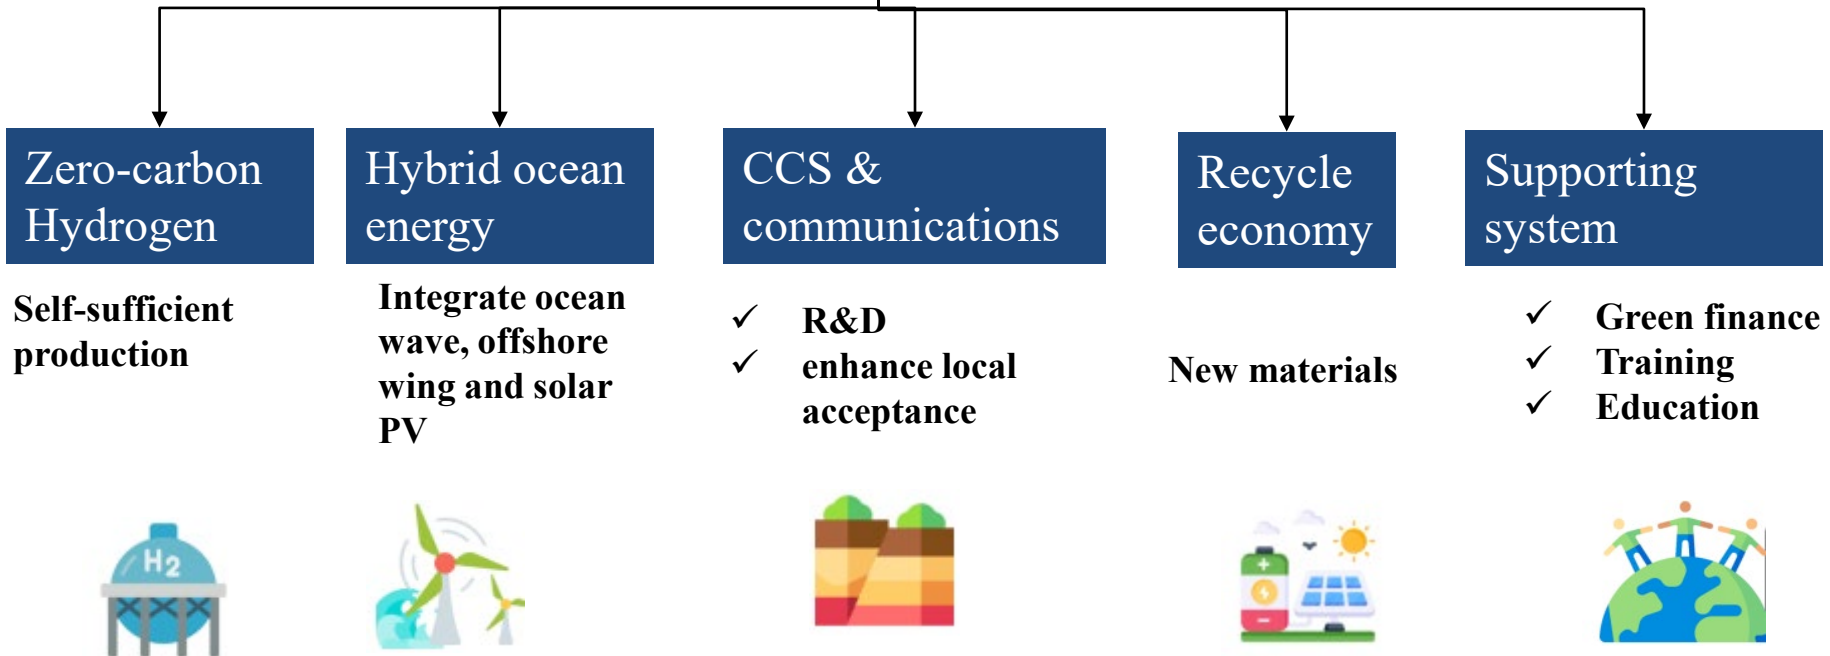 Zero-carbon
Hydrogen
Self-sufficient
production
H2
Hybrid ocean
energy
Integrate ocean
wave, offshore
wing and solar
PV
CCS &
communications
✓ R&D
✓ enhance local
acceptance
Recycle
economy
New materials
Supporting
system
✓ Green finance
✓ Training
✓ Education